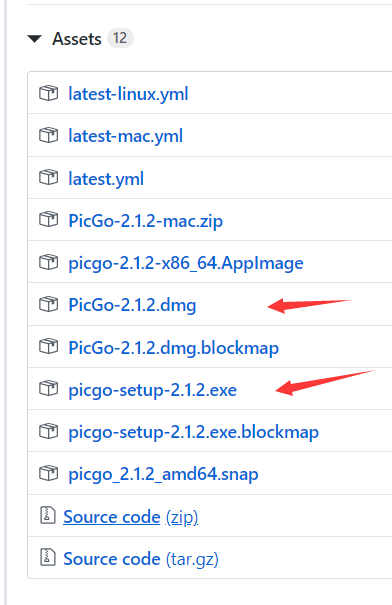 Assets 12
latest-linux.yml
latest-mac.yml
latest.yml
PicGo-2.1.2-mac.zip
picgo-2.1.2-x86_64.AppImage
PicGo-2.1.2.dmg
PicGo-2.1.2.dmg.blockmap
picgo-setup-2.1.2.exe
picgo-setup-2.1.2.exe.blockmap
picgo_2.1.2_amd64.snap
Source code (zip)
Source code (tar.gz)